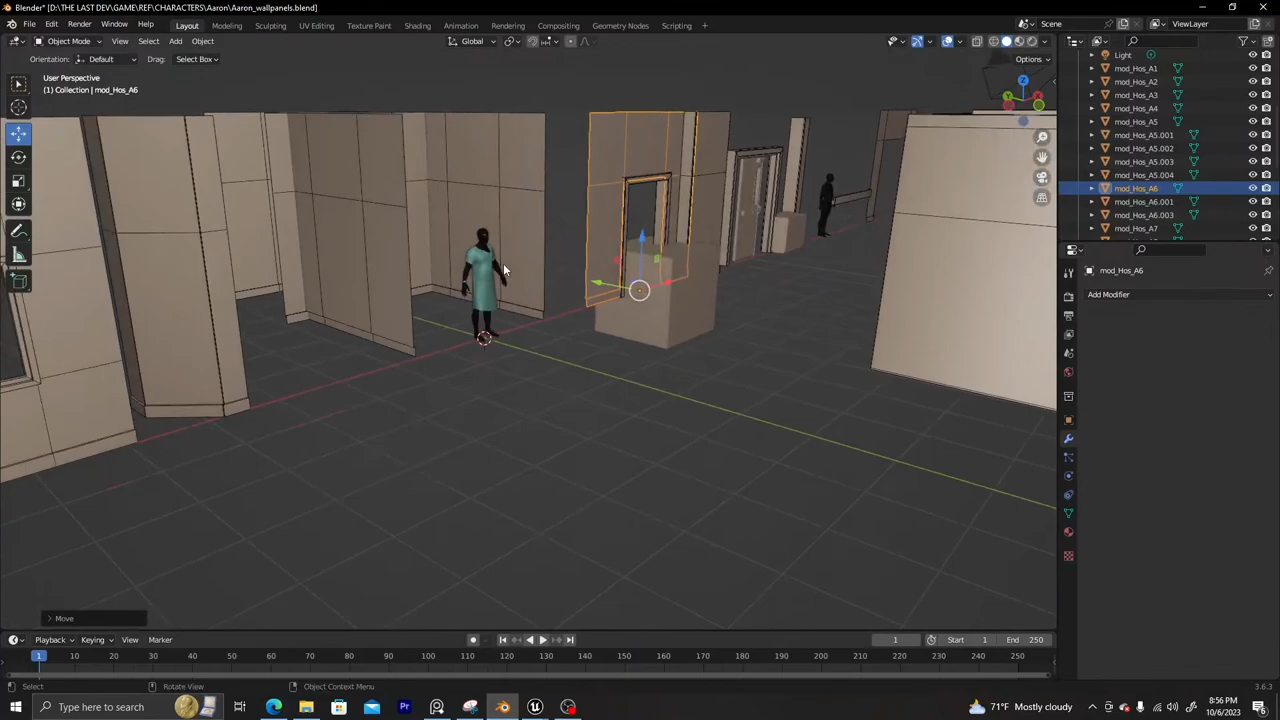 Blender* [D:\THE LAST DEV\GAME\REF\CHARACTERS\Aaron\Aaron_wallpanels.blend]
File Edit Render Window Help Layout Modeling Sculpting UV Editing Texture Paint Shading Animation Rendering Compositing Geometry Nodes Scripting + Scene ViewLayer
Object Mode View Select Add Object Global
Orientation: Default Drag: Select Box Options
User Perspective
(1) Collection | mod_Hos_A6
Z
Light
mod_Hos_A1
mod_Hos_A2
mod_Hos_A3
mod_Hos_A4
mod_Hos_A5
mod_Hos_A5.001
mod_Hos_A5.002
mod_Hos_A5.003
mod_Hos_A5.004
mod_Hos_A6
mod_Hos_A6.001
mod_Hos_A6.003
mod_Hos_A7
mod_Hos_A6
Add Modifier
Move
Playback Keying View Marker 1 Start 1 End 250
1 10 20 30 40 50 60 70 80 90 100 110 120 130 140 150 160 170 180 190 200 210 220 230 240 250
Select Rotate View Object Context Menu 3.6.3
Type here to search 71°F Mostly cloudy 8:56 PM
10/6/2023